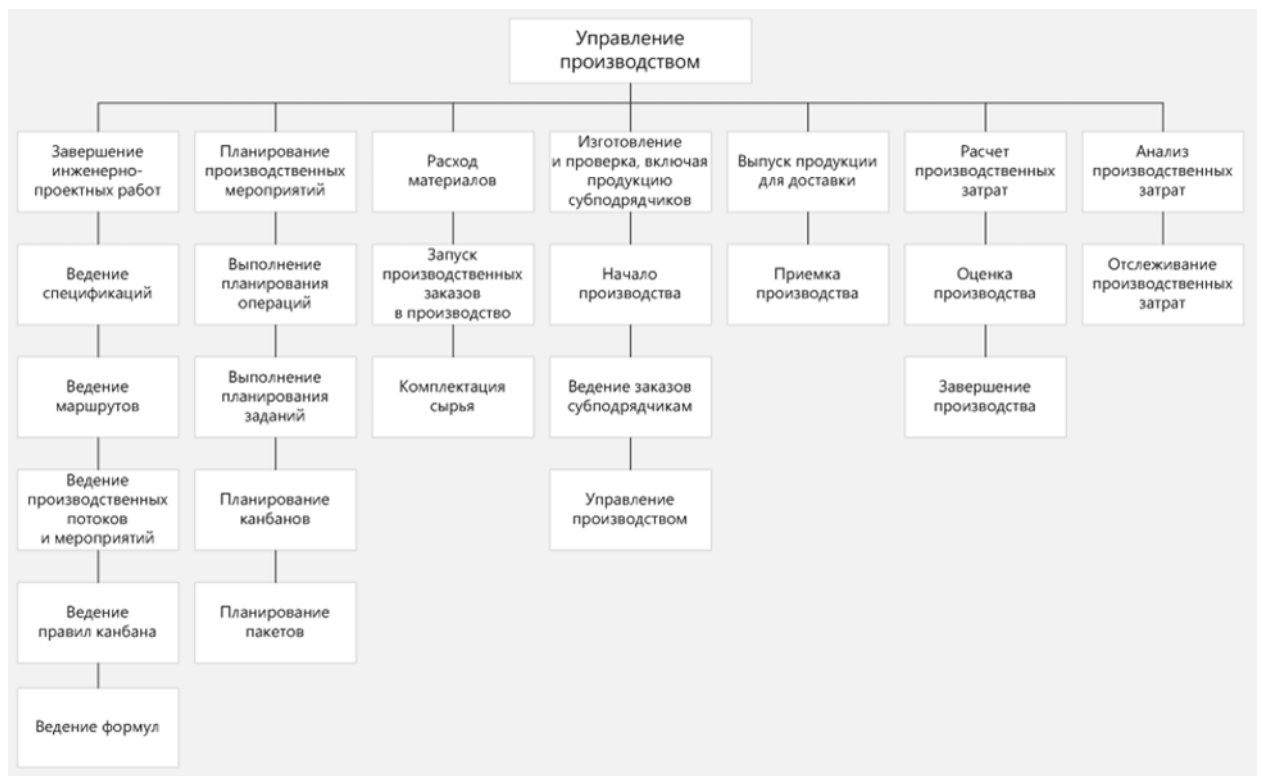 Управление
производством
Завершение
инженерно-
проектных работ
Планирование
производственных
мероприятий
Расход
материалов
Изготовление
и проверка, включая
продукцию
субподрядчиков
Выпуск продукции
для доставки
Расчет
производственных
затрат
Анализ
производственных
затрат
Ведение
спецификаций
Выполнение
планирования
операций
Запуск
производственных
заказов
в производство
Начало
производства
Приемка
производства
Оценка
производства
Отслеживание
производственных
затрат
Ведение
маршрутов
Выполнение
планирования
заданий
Комплектация
сырья
Ведение заказов
субподрядчикам
Завершение
производства
Ведение
производственных
потоков
и мероприятий
Планирование
канбанов
Управление
производством
Ведение
правил канбана
Планирование
пакетов
Ведение формул